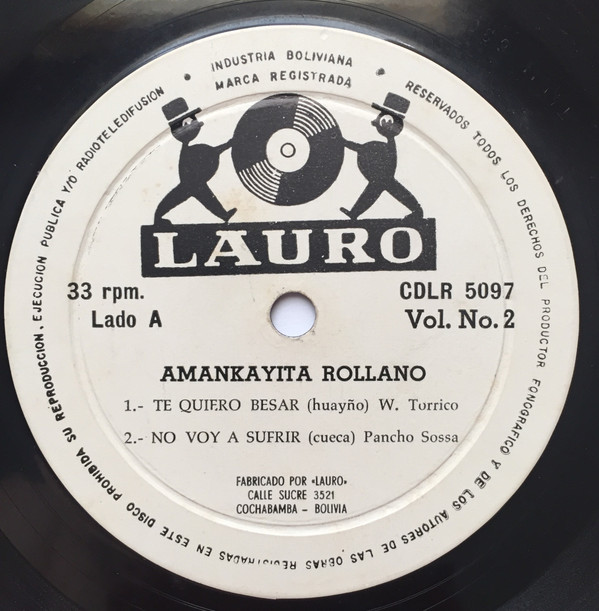 INDUSTRIA BOLIVIANA
MARCA REGISTRADA
RESERVADOS TODOS LOS DERECHOS DEL PRODUCTOR FONOGRAFICO Y DE LOS AUTORES DE LAS OBRAS REGISTRADAS EN ESTE DISCO PROHIBIDA SU REPRODUCCION, EJECUCION PUBLICA Y/O RADIOTELEDIFUSION
LAURO
33 rpm.
Lado A
CDLR 5097
Vol. No. 2
AMANKAYITA ROLLANO
1.- TE QUIERO BESAR (huayño) W. Torrico
2.- NO VOY A SUFRIR (cueca) Pancho Sossa
FABRICADO POR «LAURO»
CALLE SUCRE 3521
COCHABAMBA - BOLIVIA